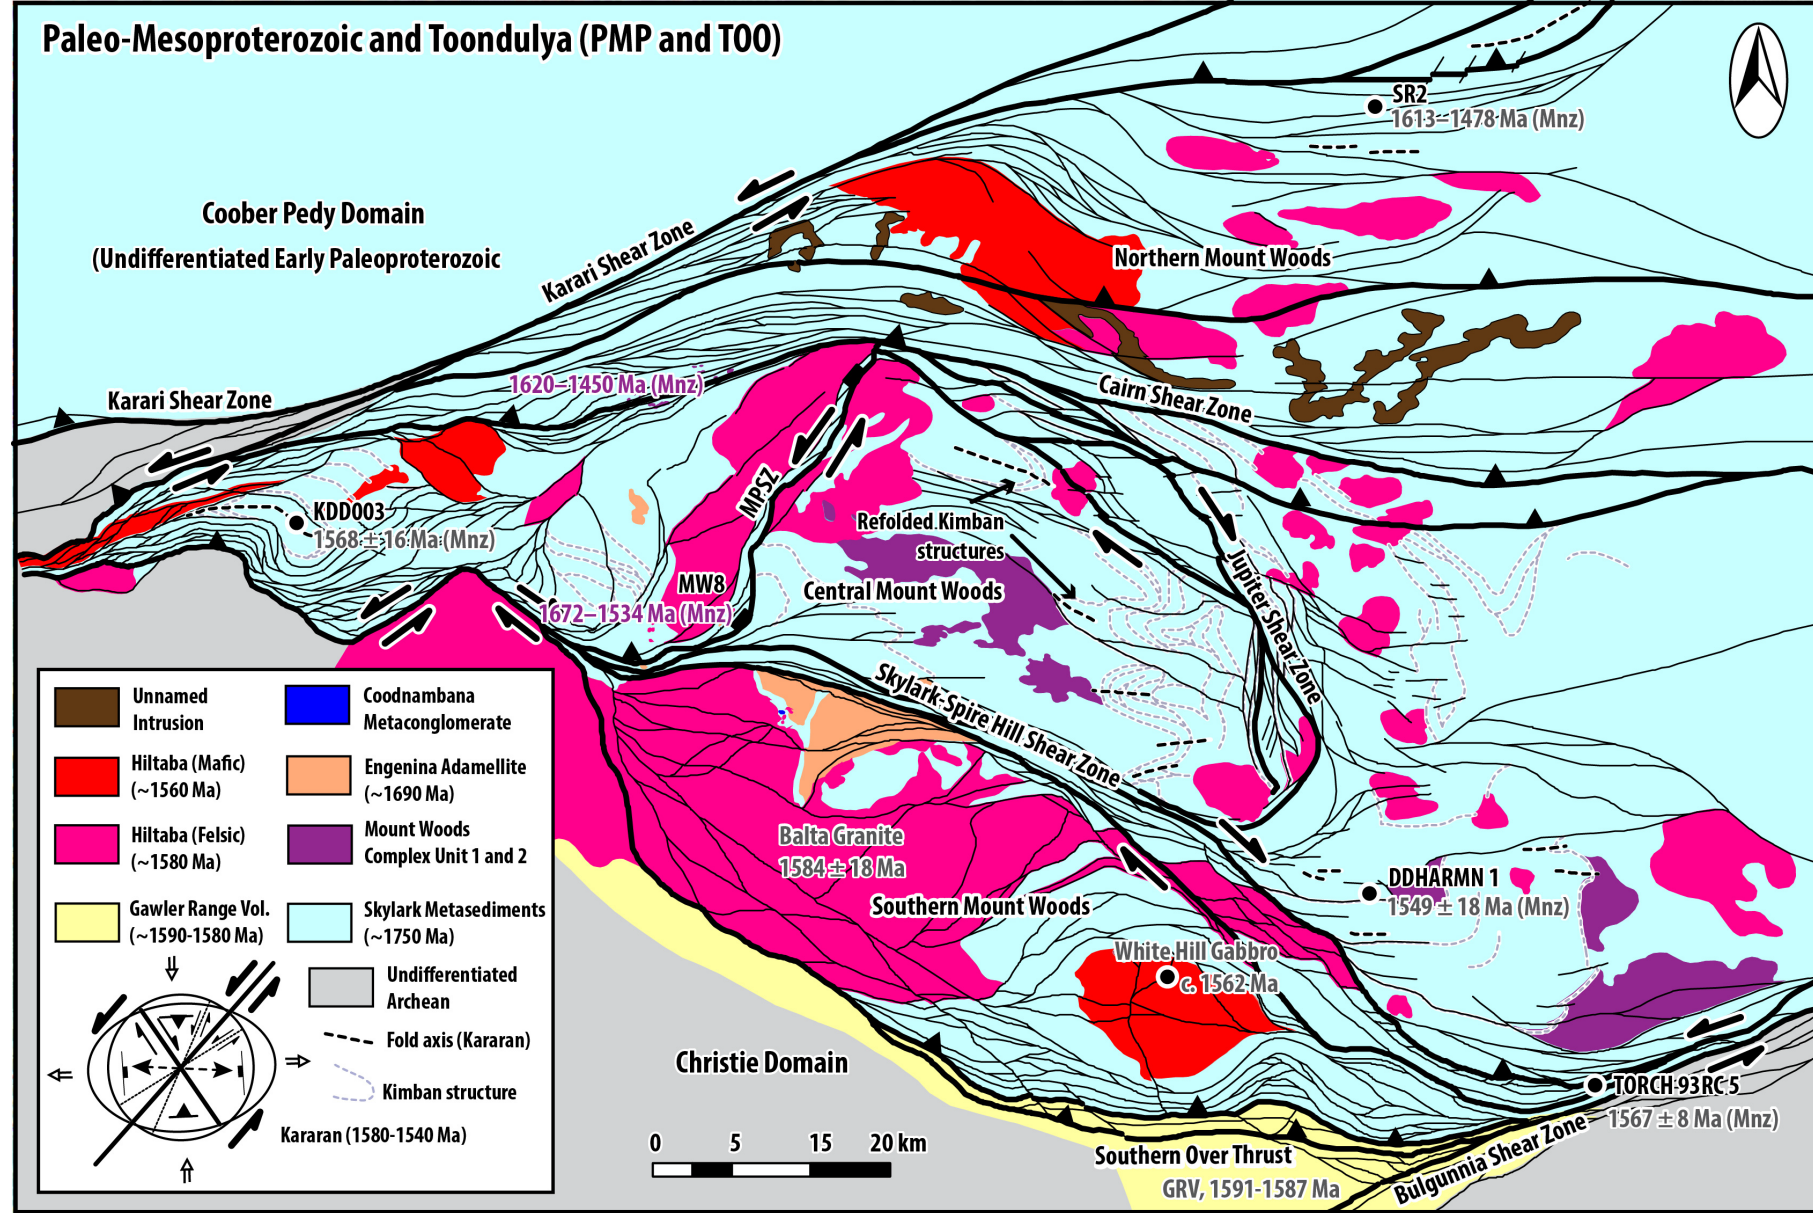 Paleo-Mesoproterozoic and Toondulya (PMP and TOO)
SR2
1613–1478 Ma (Mnz)
Coober Pedy Domain
(Undifferentiated Early Paleoproterozoic
Karari Shear Zone
Northern Mount Woods
Karari Shear Zone
1620–1450 Ma (Mnz)
Cairn Shear Zone
MPSZ
KDD003
1568 ± 16 Ma (Mnz)
Refolded Kimban
structures
MW8
1672–1534 Ma (Mnz)
Central Mount Woods
Jupiter Shear Zone
Skylark-Spire Hill Shear Zone
Balta Granite
1584 ± 18 Ma
Southern Mount Woods
DDHARMN 1
1549 ± 18 Ma (Mnz)
White Hill Gabbro
c. 1562 Ma
Christie Domain
TORCH 93RC 5
1567 ± 8 Ma (Mnz)
Southern Over Thrust
GRV, 1591-1587 Ma
Bulgunnia Shear Zone
0 5 15 20 km
Unnamed
Intrusion
Coodnambana
Metaconglomerate
Hiltaba (Mafic)
(~1560 Ma)
Engenina Adamellite
(~1690 Ma)
Hiltaba (Felsic)
(~1580 Ma)
Mount Woods
Complex Unit 1 and 2
Gawler Range Vol.
(~1590-1580 Ma)
Skylark Metasediments
(~1750 Ma)
Undifferentiated
Archean
Fold axis (Kararan)
Kimban structure
Kararan (1580-1540 Ma)